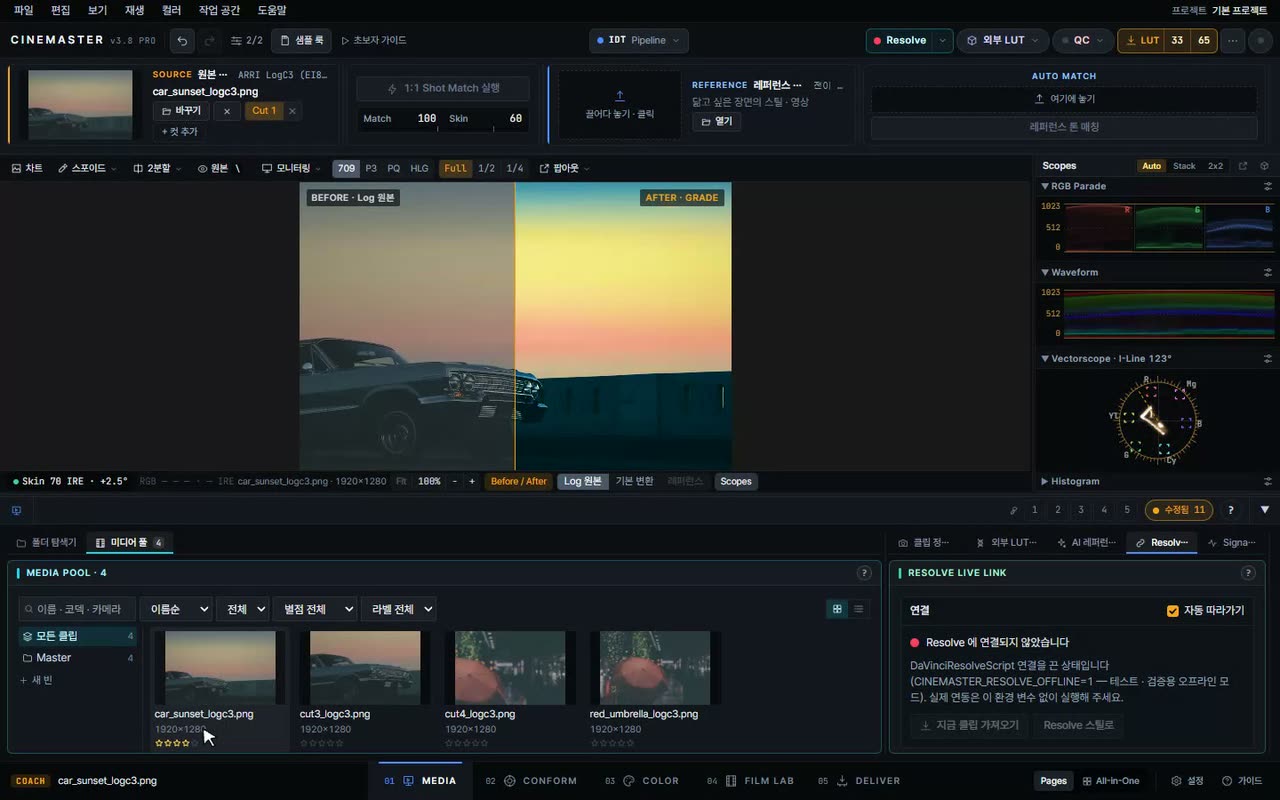 파일 편집 보기 재생 컬러 작업 공간 도움말 프로젝트 기본 프로젝트
CINEMASTER v3.8 PRO 2/2 샘플 룩 초보자 가이드 IDT Pipeline Resolve 외부 LUT QC LUT 33 65 ···
SOURCE 원본 ··· ARRI LogC3 (EI8…
car_sunset_logc3.png
바꾸기 × Cut 1 ×
+ 컷 추가
1:1 Shot Match 실행
Match 100 Skin 60
끌어다 놓기 · 클릭
REFERENCE 레퍼런스 ··· 전이 …
닮고 싶은 장면의 스틸 · 영상
열기
AUTO MATCH
여기에 놓기
레퍼런스 톤 매칭
차트 스포이드 2분할 원본 \ 모니터링 709 P3 PQ HLG Full 1/2 1/4 팝아웃
BEFORE · Log 원본
AFTER · GRADE
Scopes Auto Stack 2x2
RGB Parade
1023 R G B
512
0
Waveform
1023
512
0
Vectorscope · I-Line 123°
R Mg
Yl B
G Cy
Histogram
Skin 70 IRE · +2.5° RGB — — — · — IRE car_sunset_logc3.png · 1920×1280 Fit 100% - + Before / After Log 원본 기본 변환 레퍼런스 Scopes
1 2 3 4 5 수정됨 11 ? ▼
폴더 탐색기 미디어 풀 4
클립 정··· 외부 LUT··· AI 레퍼런··· Resolv··· Signa···
MEDIA POOL · 4 ?
이름 · 코덱 · 카메라 이름순 전체 별점 전체 라벨 전체
모든 클립 4
Master 4
+ 새 빈
car_sunset_logc3.png cut3_logc3.png cut4_logc3.png red_umbrella_logc3.png
1920×1280 1920×1280 1920×1280 1920×1280
☆☆☆☆☆ ☆☆☆☆☆ ☆☆☆☆☆ ☆☆☆☆☆
RESOLVE LIVE LINK ?
연결 자동 따라가기
Resolve 에 연결되지 않았습니다
DaVinciResolveScript 연결을 끈 상태입니다
(CINEMASTER_RESOLVE_OFFLINE=1 — 테스트 · 검증용 오프라인 모
드). 실제 연동은 이 환경 변수 없이 실행해 주세요.
지금 클립 가져오기 Resolve 스틸로
COACH car_sunset_logc3.png 01 MEDIA 02 CONFORM 03 COLOR 04 FILM LAB 05 DELIVER Pages All-in-One 설정 가이드